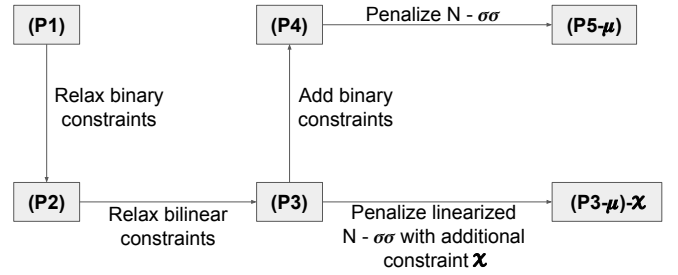 (P1)
(P4)
Penalize N - σσ
(P5-μ)
Relax binary
constraints
Add binary
constraints
(P2)
Relax bilinear
constraints
(P3)
Penalize linearized
N - σσ with additional
constraint 𝝌
(P3-μ)-𝝌